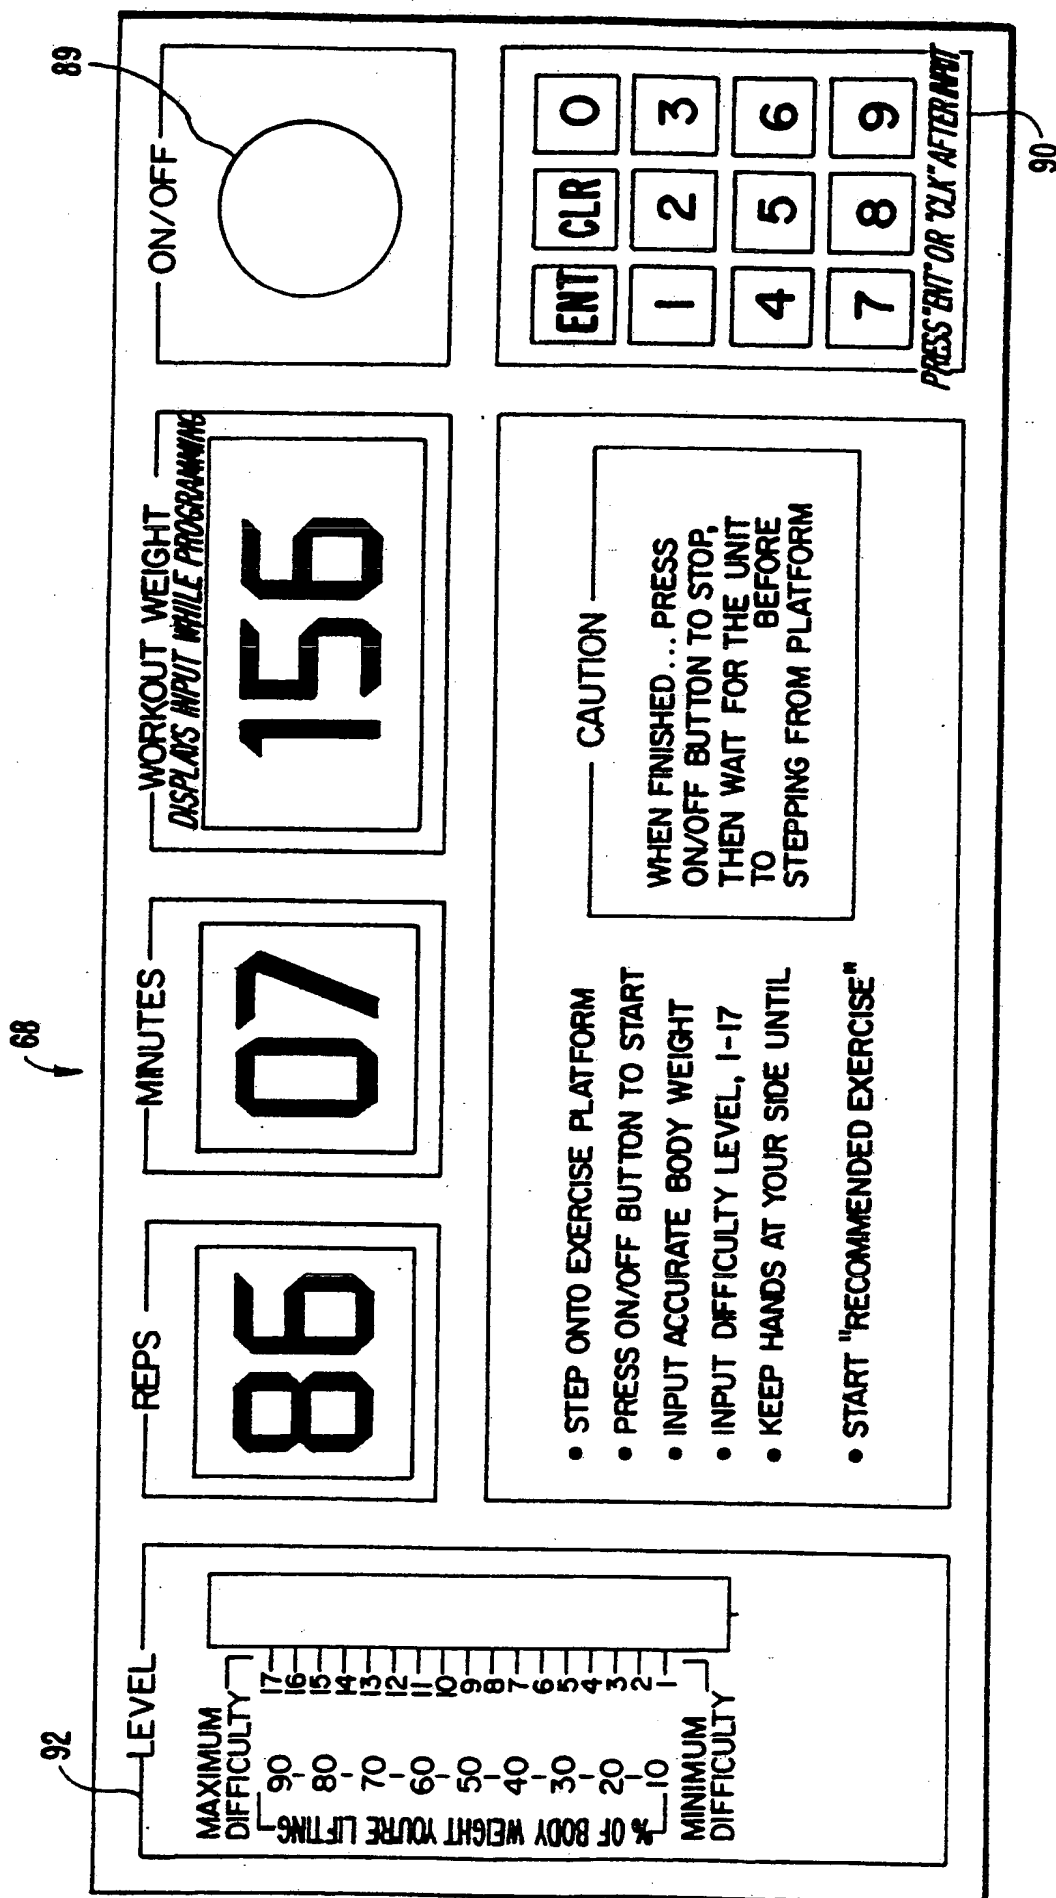 68
92
LEVEL
MAXIMUM
DIFFICULTY
% OF BODY WEIGHT YOU'RE LIFTING
90
80
70
60
50
40
30
20
10
17
16
15
14
13
12
11
10
9
8
7
6
5
4
3
2
1
MINIMUM
DIFFICULTY
REPS
86
MINUTES
07
WORKOUT WEIGHT
DISPLAYS INPUT WHILE PROGRAMMING
156
ON/OFF
89
• STEP ONTO EXERCISE PLATFORM
• PRESS ON/OFF BUTTON TO START
• INPUT ACCURATE BODY WEIGHT
• INPUT DIFFICULTY LEVEL, 1-17
• KEEP HANDS AT YOUR SIDE UNTIL
• START "RECOMMENDED EXERCISE"
CAUTION
WHEN FINISHED...PRESS
ON/OFF BUTTON TO STOP,
THEN WAIT FOR THE UNIT
TO BEFORE
STEPPING FROM PLATFORM
ENT CLR 0
1 2 3
4 5 6
7 8 9
PRESS "ENT" OR "CLK" AFTER INPUT
90